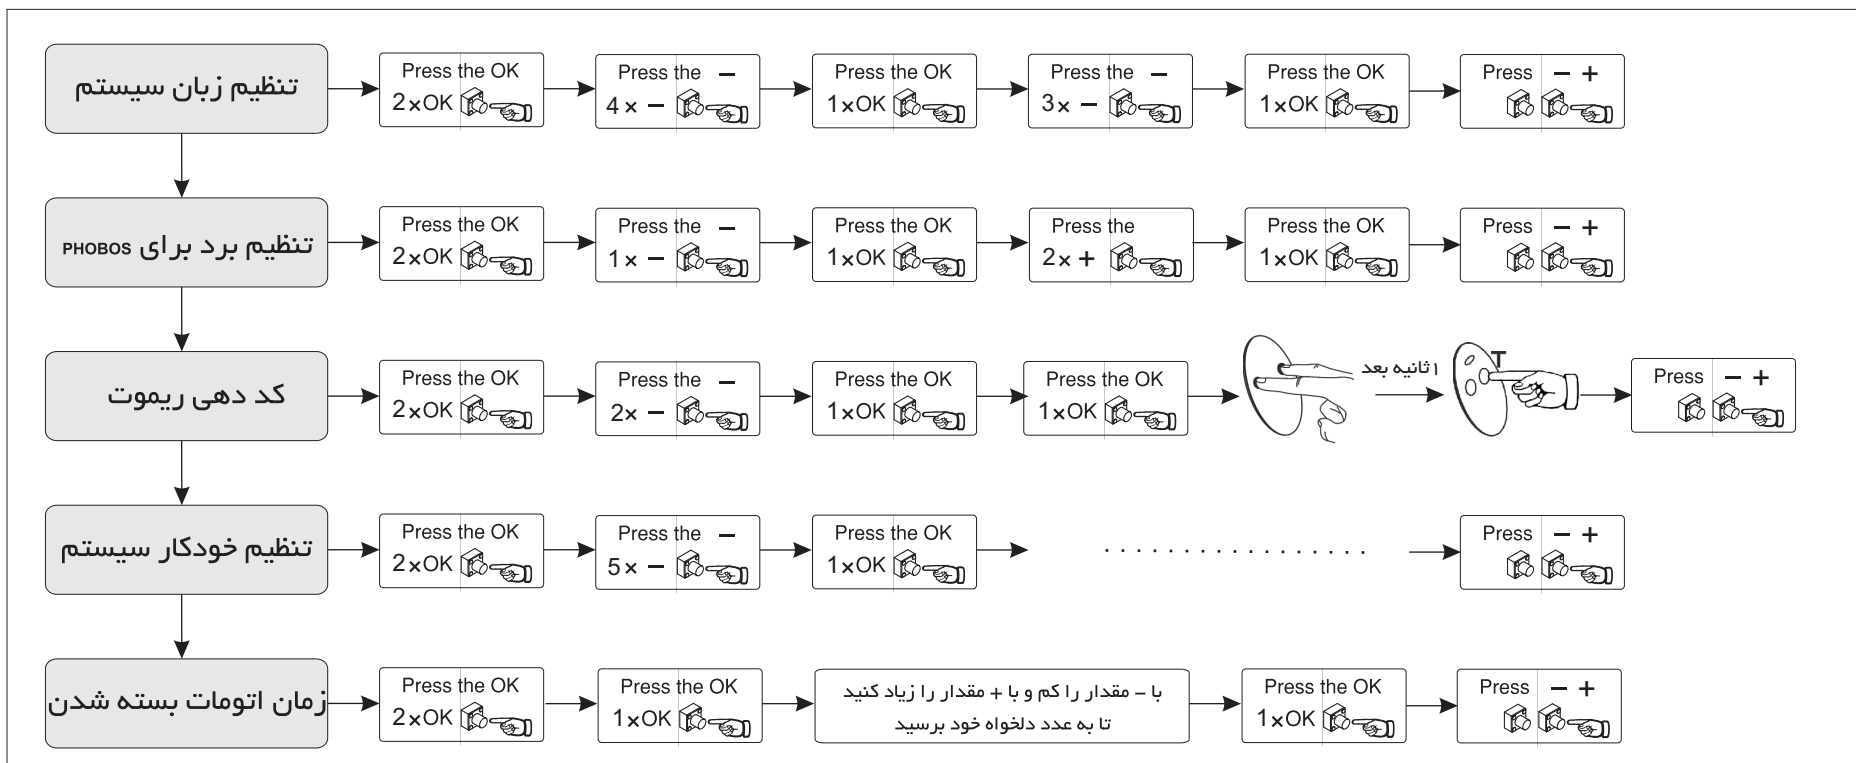 تنظیم زبان سیستم
Press the OK
2×OK
Press the −
4× −
Press the OK
1×OK
Press the −
3× −
Press the OK
1×OK
Press − +
تنظیم برد برای PHOBOS
Press the OK
2×OK
Press the −
1× −
Press the OK
1×OK
Press the
2× +
Press the OK
1×OK
Press − +
کد دهی ریموت
Press the OK
2×OK
Press the −
2× −
Press the OK
1×OK
Press the OK
1×OK
۱ ثانیه بعد
T
Press − +
تنظیم خودکار سیستم
Press the OK
2×OK
Press the −
5× −
Press the OK
1×OK
. . . . . . . . . . . . . . . . .
Press − +
زمان اتومات بسته شدن
Press the OK
2×OK
Press the OK
1×OK
با − مقدار را کم و با + مقدار را زیاد کنید
تا به عدد دلخواه خود برسید
Press the OK
1×OK
Press − +